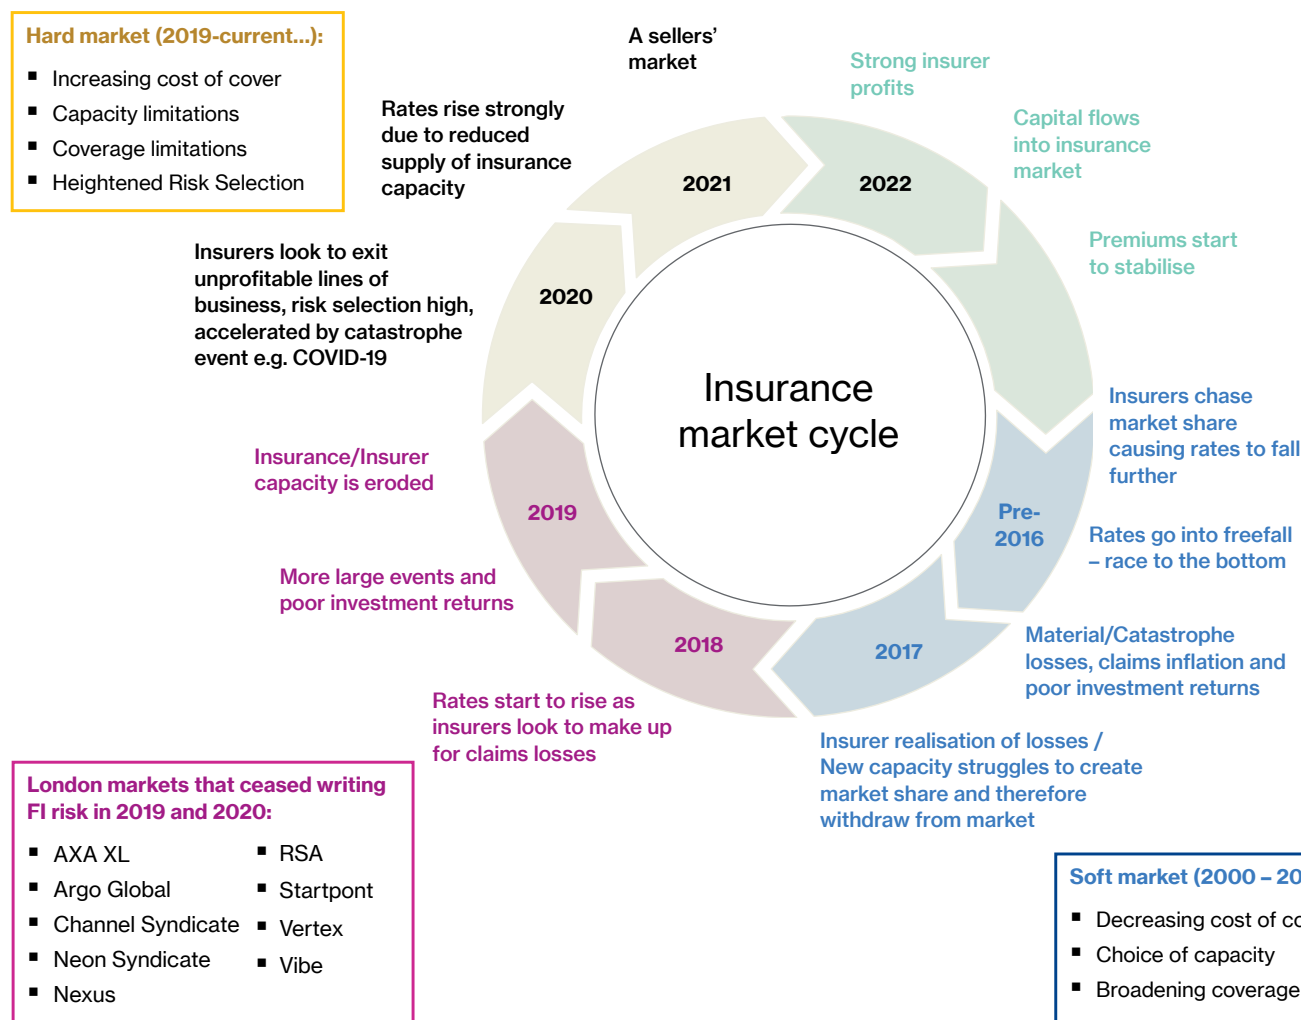 Hard market (2019-current...):
▪ Increasing cost of cover
▪ Capacity limitations
▪ Coverage limitations
▪ Heightened Risk Selection
A sellers’
market
Rates rise strongly
due to reduced
supply of insurance
capacity
Insurers look to exit
unprofitable lines of
business, risk selection high,
accelerated by catastrophe
event e.g. COVID-19
Strong insurer
profits
Capital flows
into insurance
market
Premiums start
to stabilise
2021
2022
2020
Insurance
market cycle
Insurers chase
market share
causing rates to fall
further
Pre-
2016
Rates go into freefall
– race to the bottom
Insurance/Insurer
capacity is eroded
2019
More large events and
poor investment returns
2018
2017
Material/Catastrophe
losses, claims inflation and
poor investment returns
Rates start to rise as
insurers look to make up
for claims losses
Insurer realisation of losses /
New capacity struggles to create
market share and therefore
withdraw from market
London markets that ceased writing
FI risk in 2019 and 2020:
▪ AXA XL
▪ Argo Global
▪ Channel Syndicate
▪ Neon Syndicate
▪ Nexus
▪ RSA
▪ Startpont
▪ Vertex
▪ Vibe
Soft market (2000 – 20
▪ Decreasing cost of
▪ Choice of capacity
▪ Broadening coverage